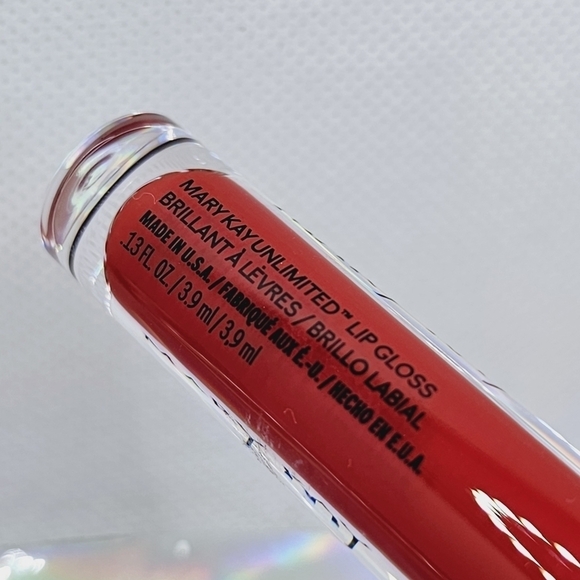 MARY KAY UNLIMITED™ LIP GLOSS
BRILLANT À LÈVRES / BRILLO LABIAL
MADE IN U.S.A. / FABRIQUÉ AUX É.-U. / HECHO EN E.U.A.
.13 FL OZ. / 3.9 ml / 3,9 ml